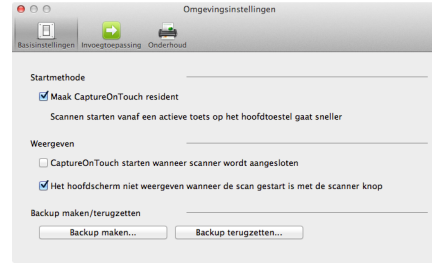 Omgevingsinstellingen
Basisinstellingen Invoegtoepassing Onderhoud
Startmethode
Maak CaptureOnTouch resident
Scannen starten vanaf een actieve toets op het hoofdtoestel gaat sneller
Weergeven
CaptureOnTouch starten wanneer scanner wordt aangesloten
Het hoofdscherm niet weergeven wanneer de scan gestart is met de scanner knop
Backup maken/terugzetten
Backup maken... Backup terugzetten...